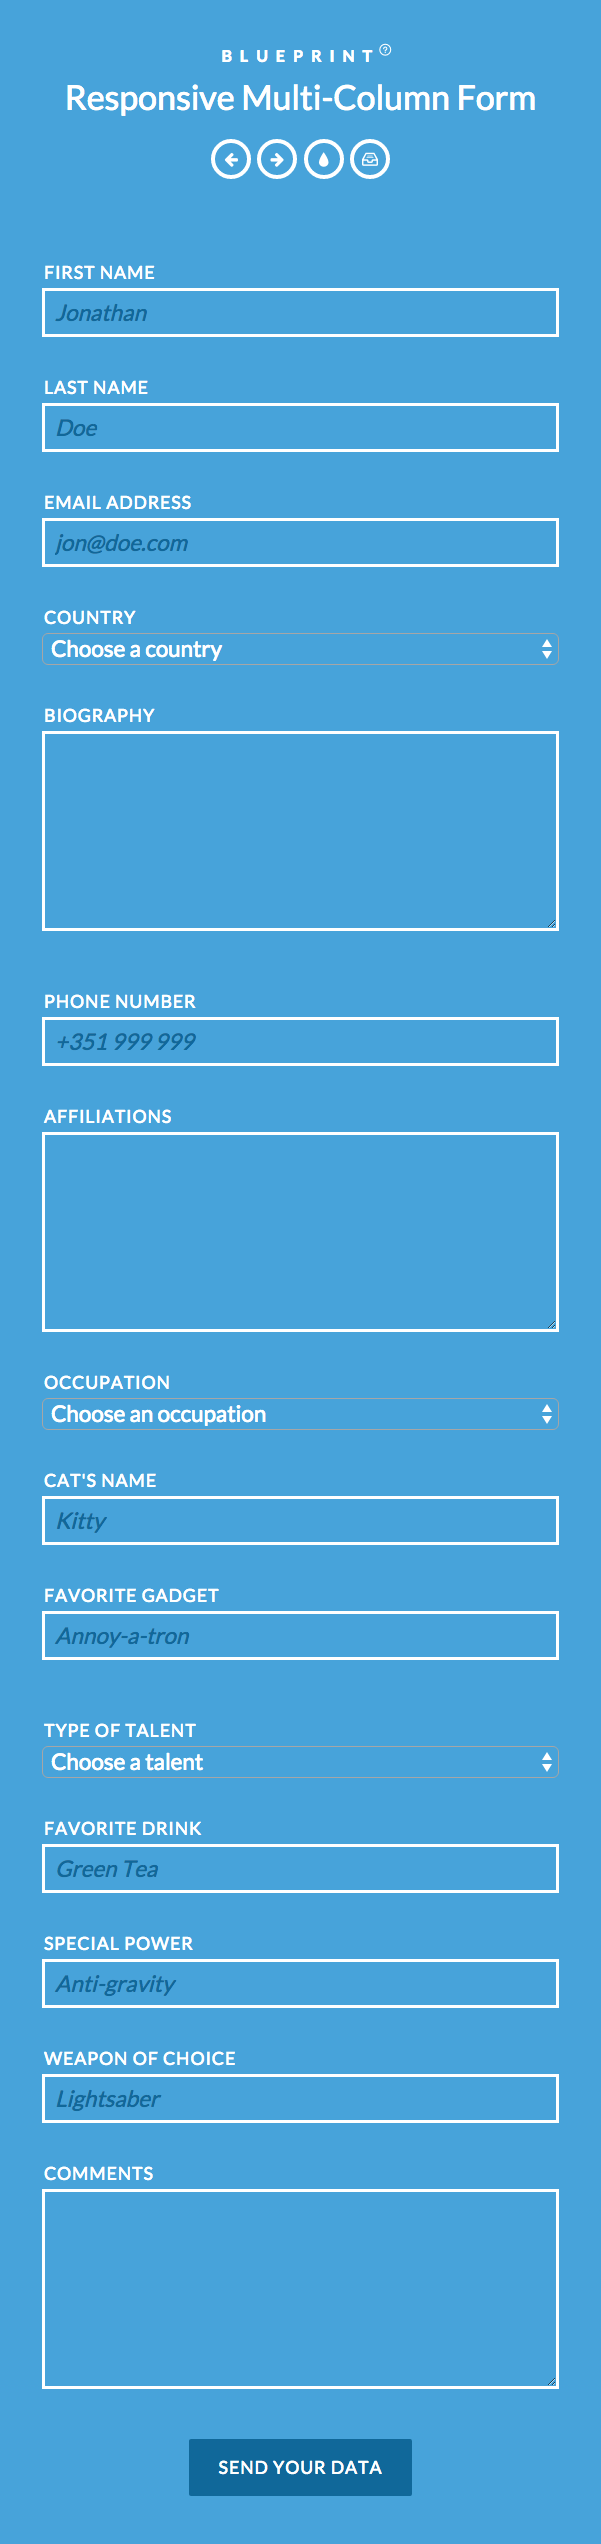 BLUEPRINT?
Responsive Multi-Column Form
FIRST NAME
Jonathan
LAST NAME
Doe
EMAIL ADDRESS
jon@doe.com
COUNTRY
Choose a country
BIOGRAPHY
PHONE NUMBER
+351 999 999
AFFILIATIONS
OCCUPATION
Choose an occupation
CAT'S NAME
Kitty
FAVORITE GADGET
Annoy-a-tron
TYPE OF TALENT
Choose a talent
FAVORITE DRINK
Green Tea
SPECIAL POWER
Anti-gravity
WEAPON OF CHOICE
Lightsaber
COMMENTS
SEND YOUR DATA